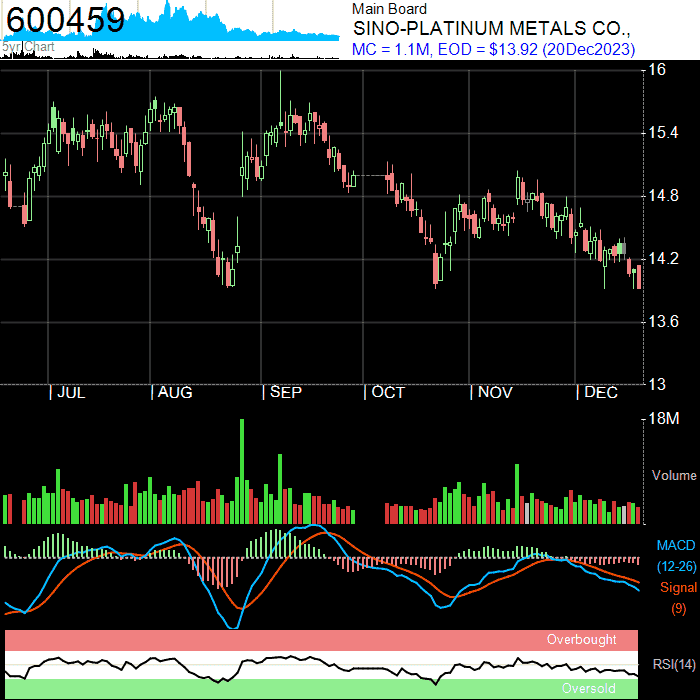 600459
5yr Chart
Main Board
SINO-PLATINUM METALS CO.,
MC = 1.1M, EOD = $13.92 (20Dec2023)
16
15.4
14.8
14.2
13.6
13
JUL
AUG
SEP
OCT
NOV
DEC
18M
Volume
MACD
(12-26)
Signal
(9)
Overbought
RSI(14)
Oversold